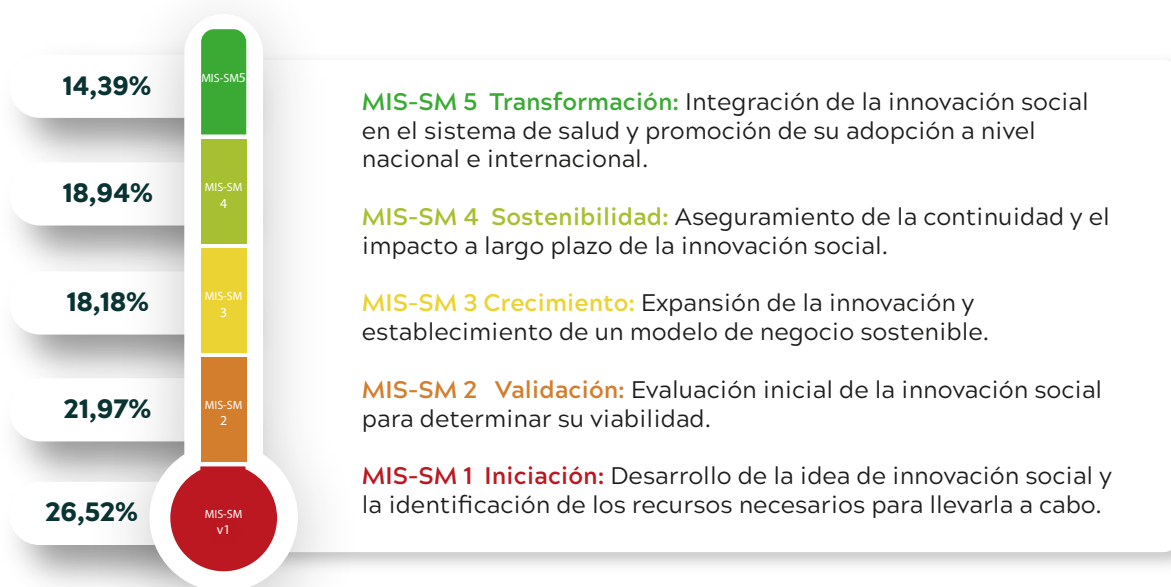 14,39%
MIS-SM5
MIS-SM 5 Transformación: Integración de la innovación social
en el sistema de salud y promoción de su adopción a nivel
nacional e internacional.
18,94%
MIS-SM
4
MIS-SM 4 Sostenibilidad: Aseguramiento de la continuidad y el
impacto a largo plazo de la innovación social.
18,18%
MIS-SM
3
MIS-SM 3 Crecimiento: Expansión de la innovación y
establecimiento de un modelo de negocio sostenible.
21,97%
MIS-SM
2
MIS-SM 2 Validación: Evaluación inicial de la innovación social
para determinar su viabilidad.
26,52%
MIS-SM
v1
MIS-SM 1 Iniciación: Desarrollo de la idea de innovación social y
la identificación de los recursos necesarios para llevarla a cabo.